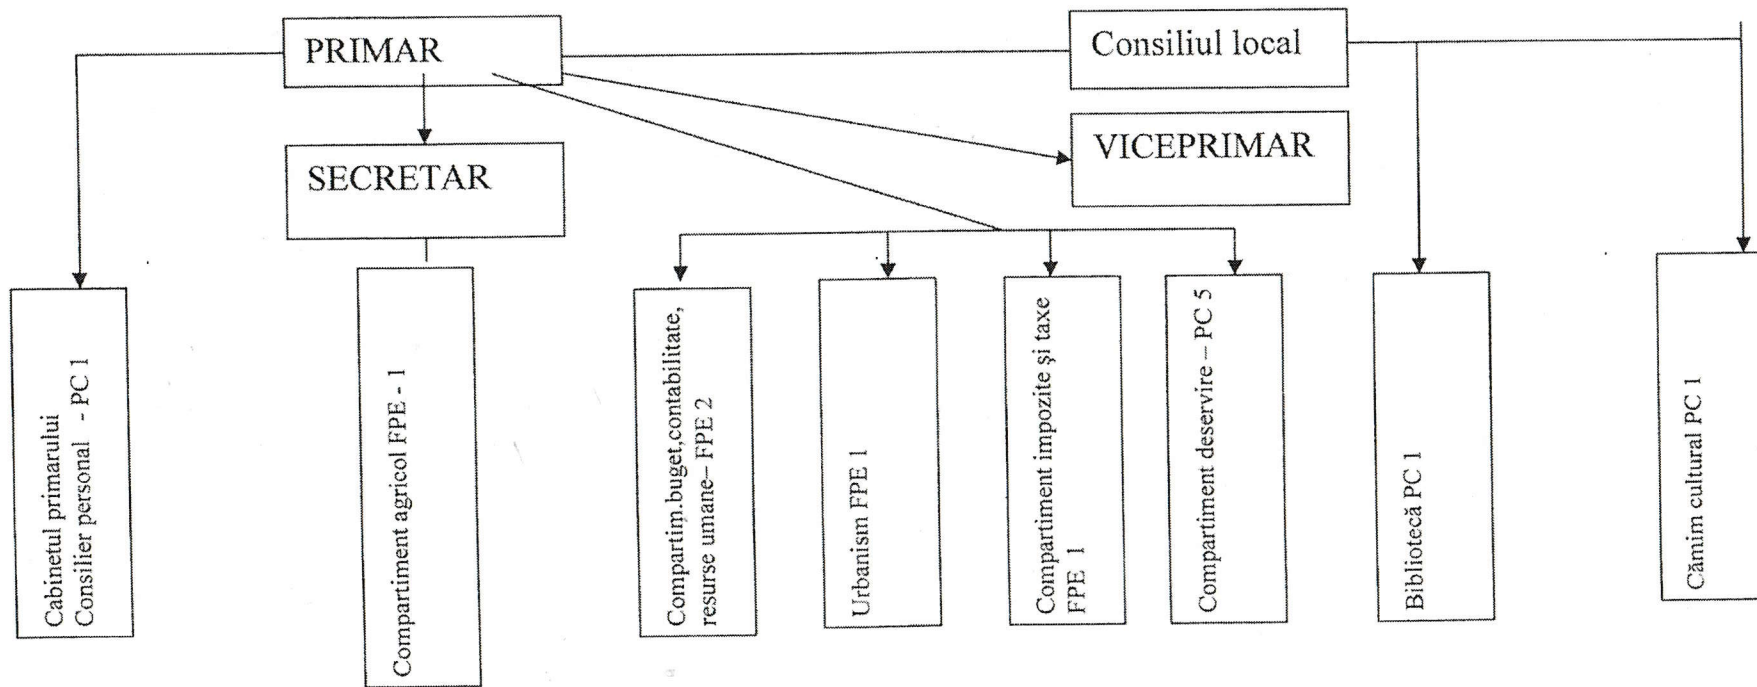 PRIMAR
Consiliul local
VICEPRIMAR
SECRETAR
Cabinetul primarului
Consilier personal - PC 1
Compartiment agricol FPE - 1
Compartim.buget,contabilitate,
resurse umane– FPE 2
Urbanism FPE 1
Compartiment impozite şi taxe
FPE 1
Compartiment deservire – PC 5
Bibliotecă PC 1
Cămim cultural PC 1